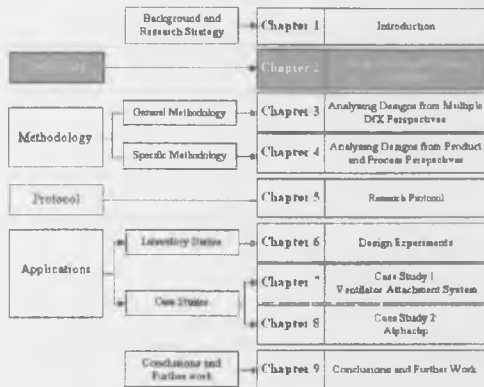 Background and
Research Strategy
Chapter 1
Introduction
Chapter 2
Methodology
General Methodology
Chapter 3
Analysing Designs from Multiple
DfX Perspectives
Specific Methodology
Chapter 4
Analysing Designs from Product
and Process Perspectives
Protocol
Chapter 5
Research Protocol
Applications
Laboratory Studies
Chapter 6
Design Experiments
Case Studies
Chapter 7
Case Study 1
Ventilator Attachment System
Chapter 8
Case Study 2
Alphachip
Conclusions and
Further work
Chapter 9
Conclusions and Further Work